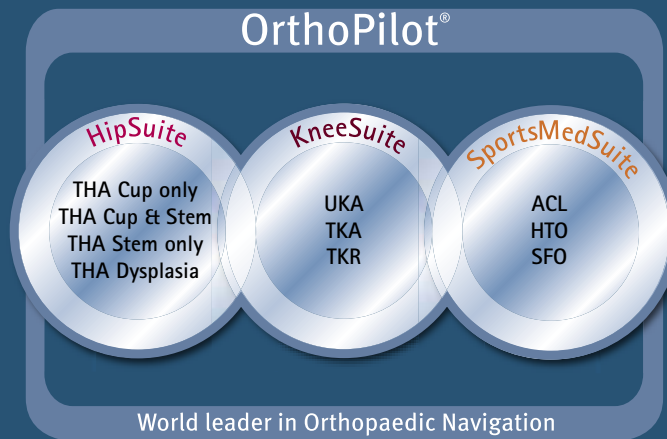 OrthoPilot®
HipSuite
THA Cup only
THA Cup & Stem
THA Stem only
THA Dysplasia
KneeSuite
UKA
TKA
TKR
SportsMedSuite
ACL
HTO
SFO
World leader in Orthopaedic Navigation